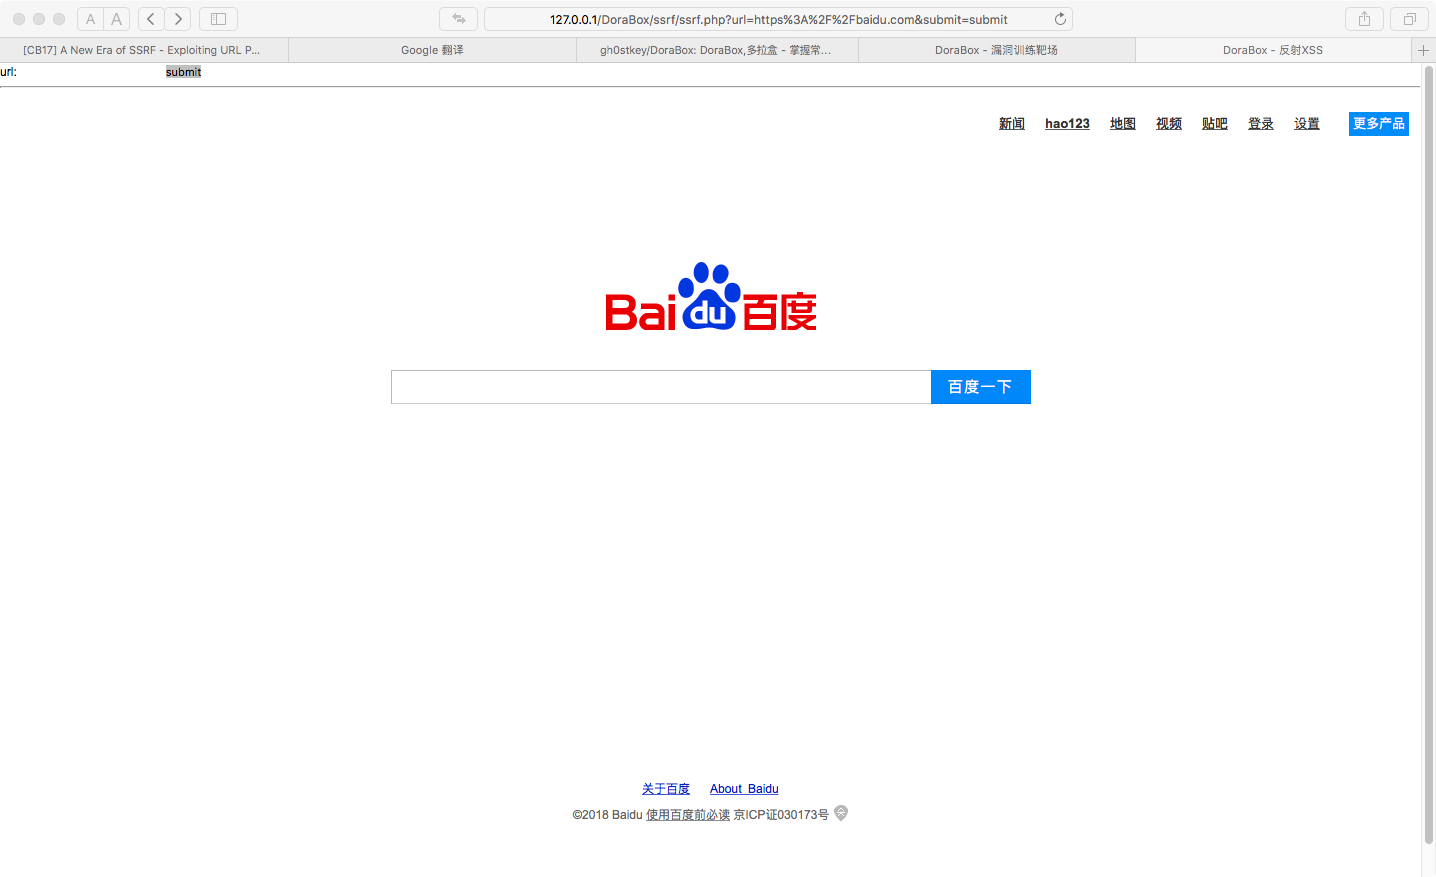 A A 127.0.0.1/DoraBox/ssrf/ssrf.php?url=https%3A%2F%2Fbaidu.com&submit=submit
[CB17] A New Era of SSRF - Exploiting URL P... Google 翻译 gh0stkey/DoraBox: DoraBox,多拉盒 - 掌握常... DoraBox - 漏洞训练靶场 DoraBox - 反射XSS
url: submit
新闻 hao123 地图 视频 贴吧 登录 设置 更多产品
Bai du 百度
百度一下
关于百度 About Baidu
©2018 Baidu 使用百度前必读 京ICP证030173号